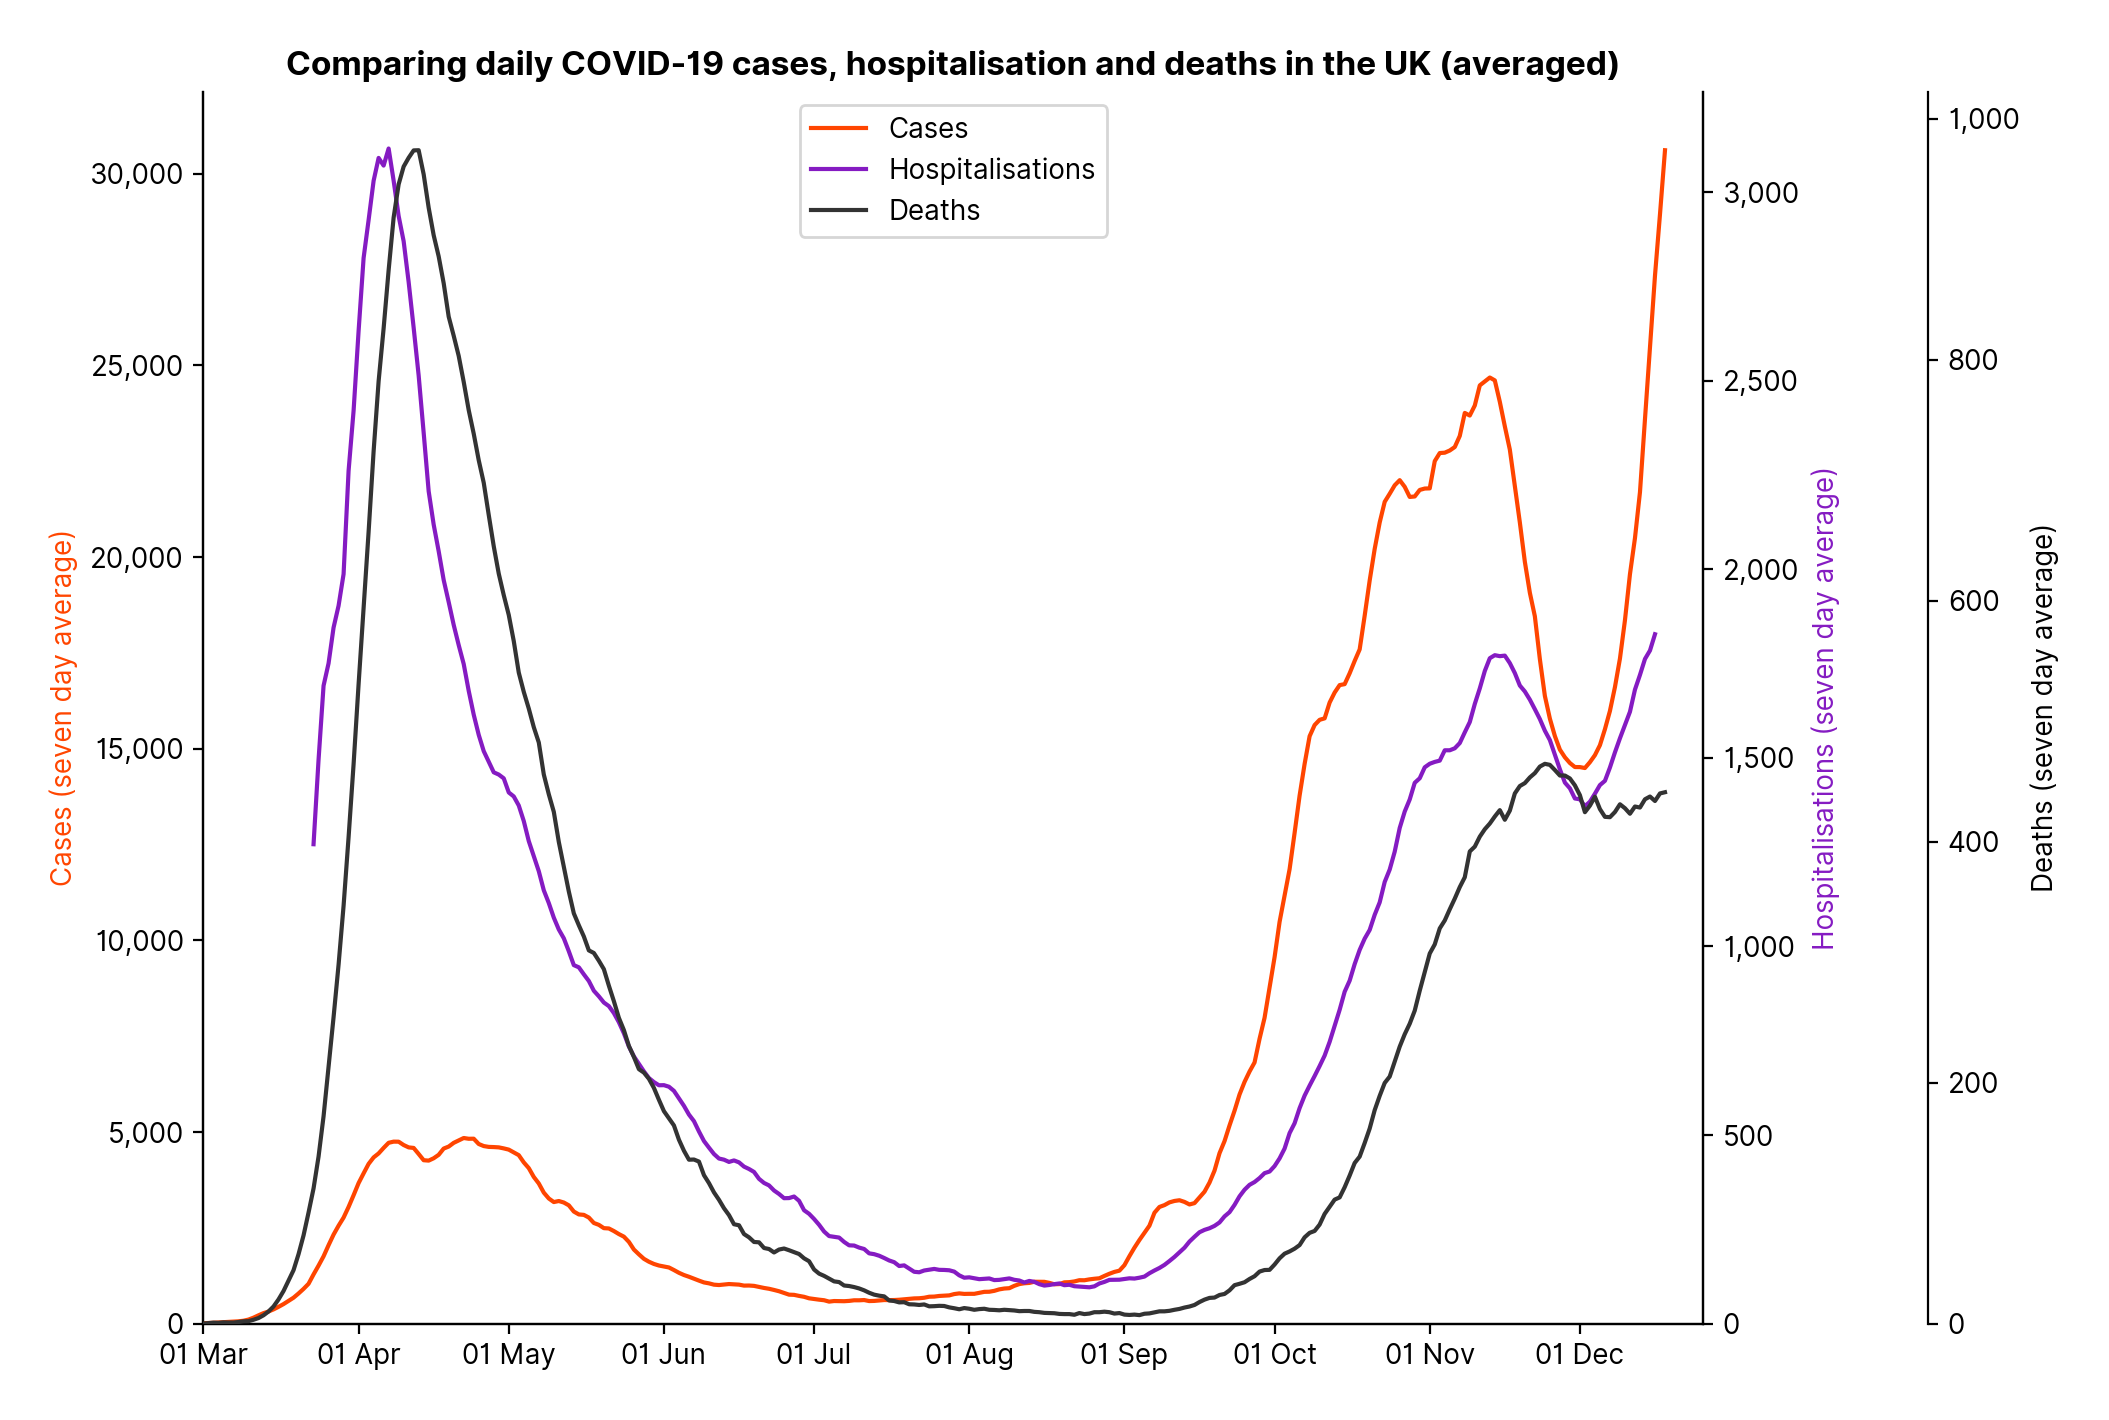 Comparing daily COVID-19 cases, hospitalisation and deaths in the UK (averaged)
Cases
Hospitalisations
Deaths
Cases (seven day average)
30,000
25,000
20,000
15,000
10,000
5,000
0
01 Mar
01 Apr
01 May
01 Jun
01 Jul
01 Aug
01 Sep
01 Oct
01 Nov
01 Dec
3,000
2,500
2,000
1,500
1,000
500
0
Hospitalisations (seven day average)
1,000
800
600
400
200
0
Deaths (seven day average)